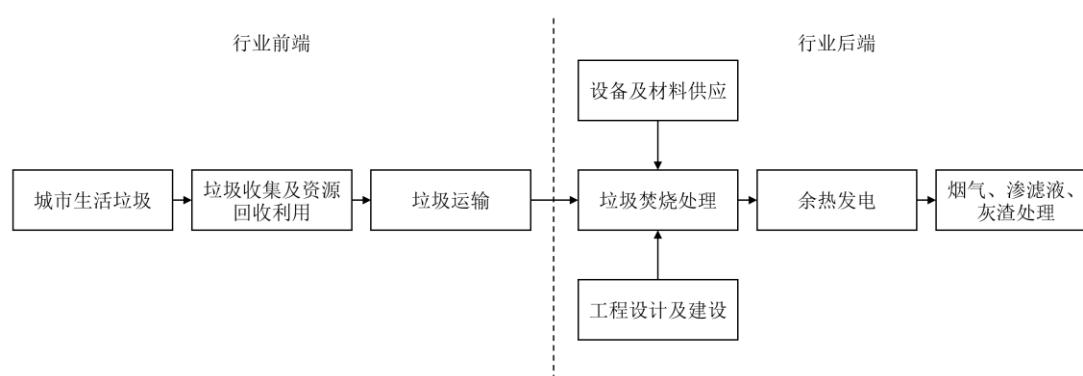 行业前端
行业后端
设备及材料供应
城市生活垃圾
垃圾收集及资源
回收利用
垃圾运输
垃圾焚烧处理
余热发电
烟气、渗滤液、
灰渣处理
工程设计及建设